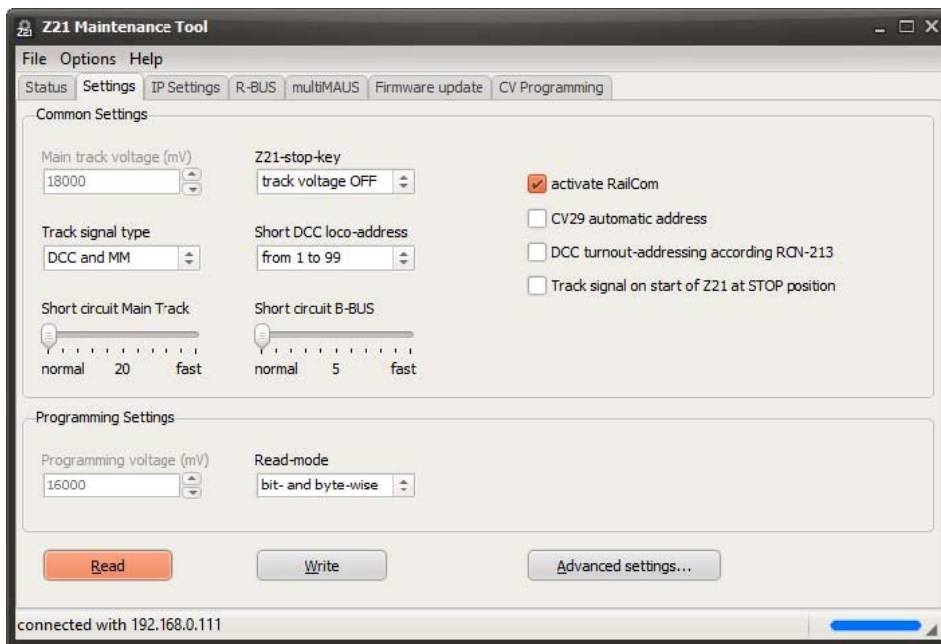 Z21 Maintenance Tool
File Options Help
Status Settings IP Settings R-BUS multiMAUS Firmware update CV Programming
Common Settings
Main track voltage (mV)
18000
Z21-stop-key
track voltage OFF
activate RailCom
CV29 automatic address
DCC turnout-addressing according RCN-213
Track signal on start of Z21 at STOP position
Track signal type
DCC and MM
Short DCC loco-address
from 1 to 99
Short circuit Main Track
normal 20 fast
Short circuit B-BUS
normal 5 fast
Programming Settings
Programming voltage (mV)
16000
Read-mode
bit- and byte-wise
Read
Write
Advanced settings...
connected with 192.168.0.111